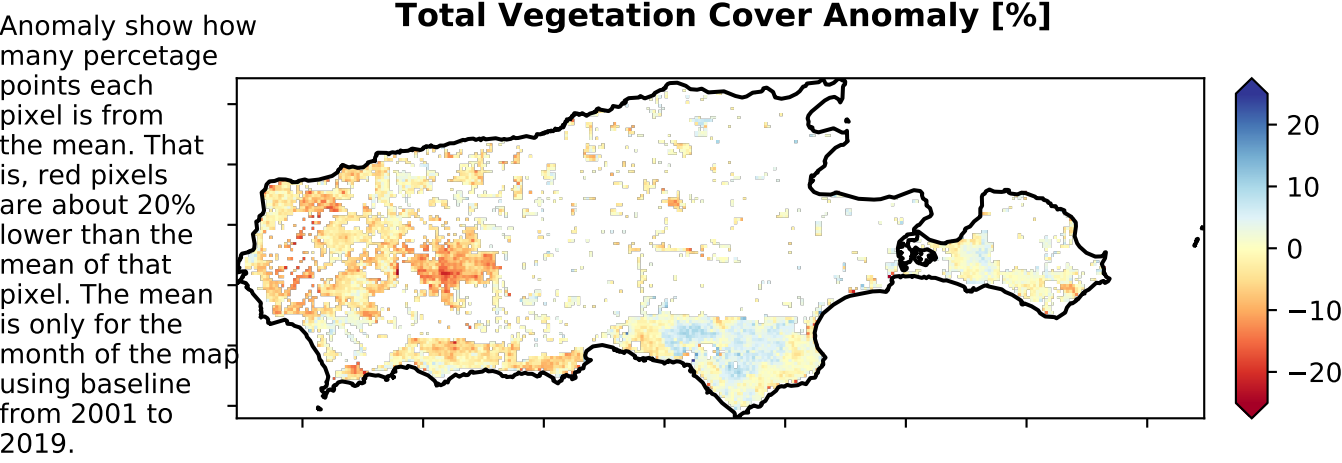 Total Vegetation Cover Anomaly [%]
Anomaly show how
many percetage
points each
pixel is from
the mean. That
is, red pixels
are about 20%
lower than the
mean of that
pixel. The mean
is only for the
month of the map
using baseline
from 2001 to
2019.
20
10
0
−10
−20